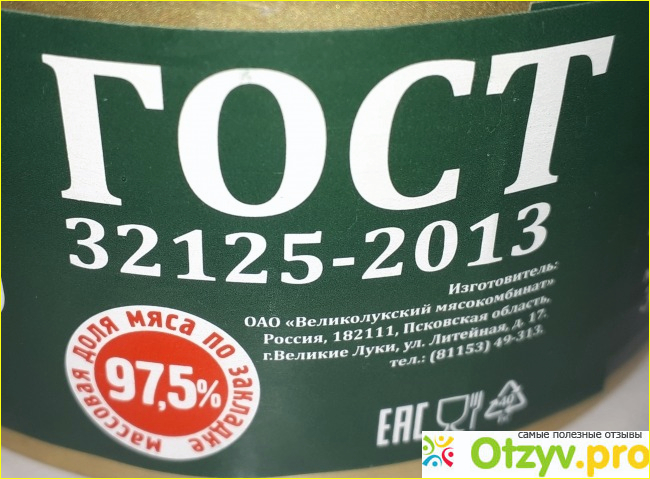 ГОСТ
32125-2013
Изготовитель:
ОАО «Великолукский мясокомбинат»
Россия, 182111, Псковская область,
г.Великие Луки, ул. Литейная, д. 17.
тел.: (81153) 49-313.
массовая доля мяса по закладке
97,5%
EAC
40
самые полезные отзывы
Otzyv.pro